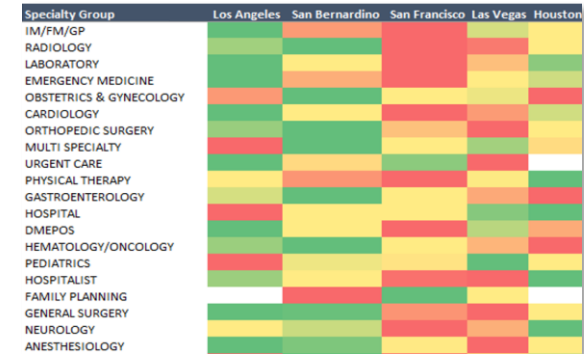 Specialty Group Los Angeles San Bernardino San Francisco Las Vegas Houston
IM/FM/GP
RADIOLOGY
LABORATORY
EMERGENCY MEDICINE
OBSTETRICS & GYNECOLOGY
CARDIOLOGY
ORTHOPEDIC SURGERY
MULTI SPECIALTY
URGENT CARE
PHYSICAL THERAPY
GASTROENTEROLOGY
HOSPITAL
DMEPOS
HEMATOLOGY/ONCOLOGY
PEDIATRICS
HOSPITALIST
FAMILY PLANNING
GENERAL SURGERY
NEUROLOGY
ANESTHESIOLOGY